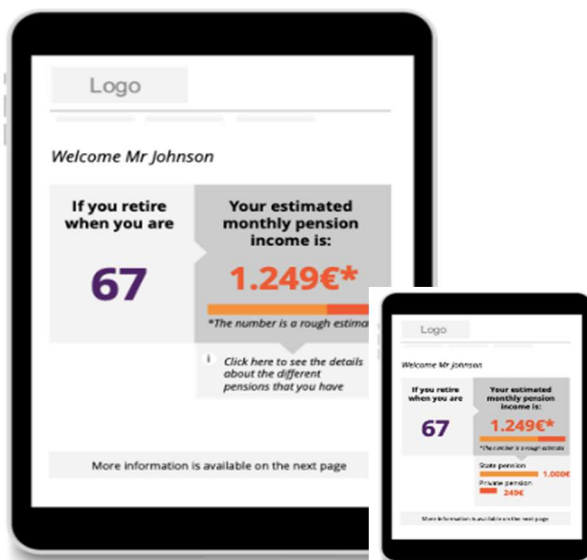 Logo
Welcome Mr Johnson
If you retire
when you are
67
Your estimated
monthly pension
income is:
1.249€*
*The number is a rough estima
i
Click here to see the details
about the different
pensions that you have
More information is available on the next page
Logo
Welcome Mr Johnson
If you retire
when you are
67
Your estimated
monthly pension
income is:
1.249€*
*The number is a rough estimate
State pension
1.000€
Private pension
249€
More information is available on the next page